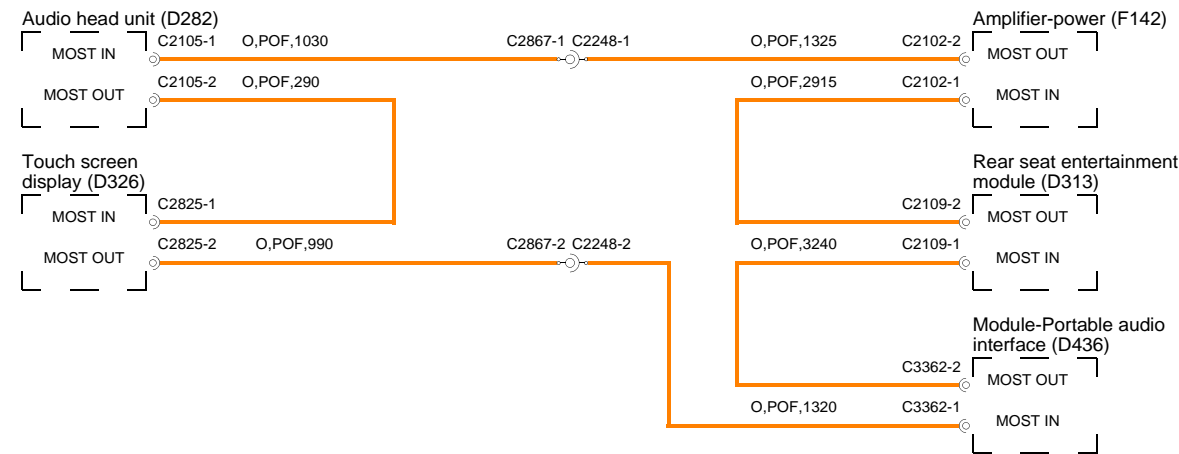 Audio head unit (D282)
MOST IN
C2105-1
O,POF,1030
C2867-1
C2248-1
O,POF,1325
C2102-2
Amplifier-power (F142)
MOST OUT
MOST OUT
C2105-2
O,POF,290
O,POF,2915
C2102-1
MOST IN
Touch screen
display (D326)
MOST IN
C2825-1
C2109-2
Rear seat entertainment
module (D313)
MOST OUT
MOST OUT
C2825-2
O,POF,990
C2867-2
C2248-2
O,POF,3240
C2109-1
MOST IN
Module-Portable audio
interface (D436)
C3362-2
MOST OUT
O,POF,1320
C3362-1
MOST IN